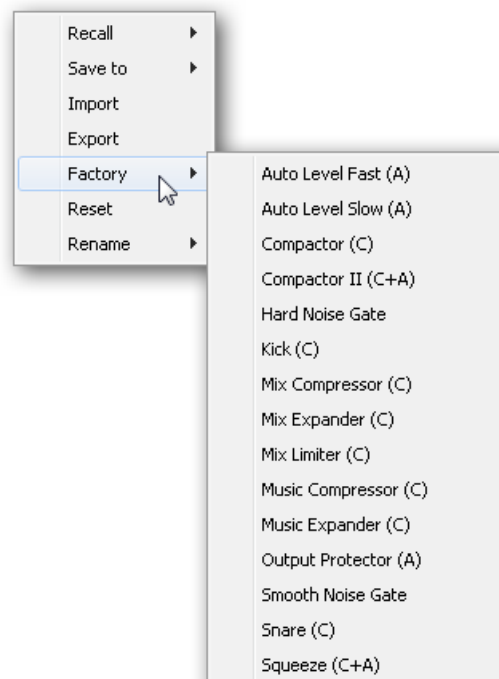 Recall
Save to
Import
Export
Factory
Reset
Rename
Auto Level Fast (A)
Auto Level Slow (A)
Compactor (C)
Compactor II (C+A)
Hard Noise Gate
Kick (C)
Mix Compressor (C)
Mix Expander (C)
Mix Limiter (C)
Music Compressor (C)
Music Expander (C)
Output Protector (A)
Smooth Noise Gate
Snare (C)
Squeeze (C+A)